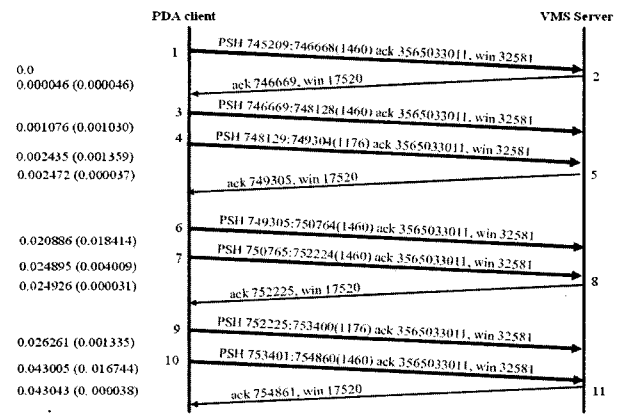 PDA client VMS Server
1 PSH 745209:746668(1460) ack 3565033011, win 32581
0.0
0.000046 (0.000046) ack 746669, win 17520 2
3 PSH 746669:748128(1460) ack 3565033011, win 32581
0.001076 (0.001030)
4 PSH 748129:749304(1176) ack 3565033011, win 32581
0.002435 (0.001359)
0.002472 (0.000037) ack 749305, win 17520 5
6 PSH 749305:750764(1460) ack 3565033011, win 32581
0.020886 (0.018414)
7 PSH 750765:752224(1460) ack 3565033011, win 32581
0.024895 (0.004009)
0.024926 (0.000031) ack 752225, win 17520 8
9 PSH 752225:753400(1176) ack 3565033011, win 32581
0.026261 (0.001335)
10 PSH 753401:754860(1460) ack 3565033011, win 32581
0.043005 (0.016744)
0.043043 (0. 000038) ack 754861, win 17520 11